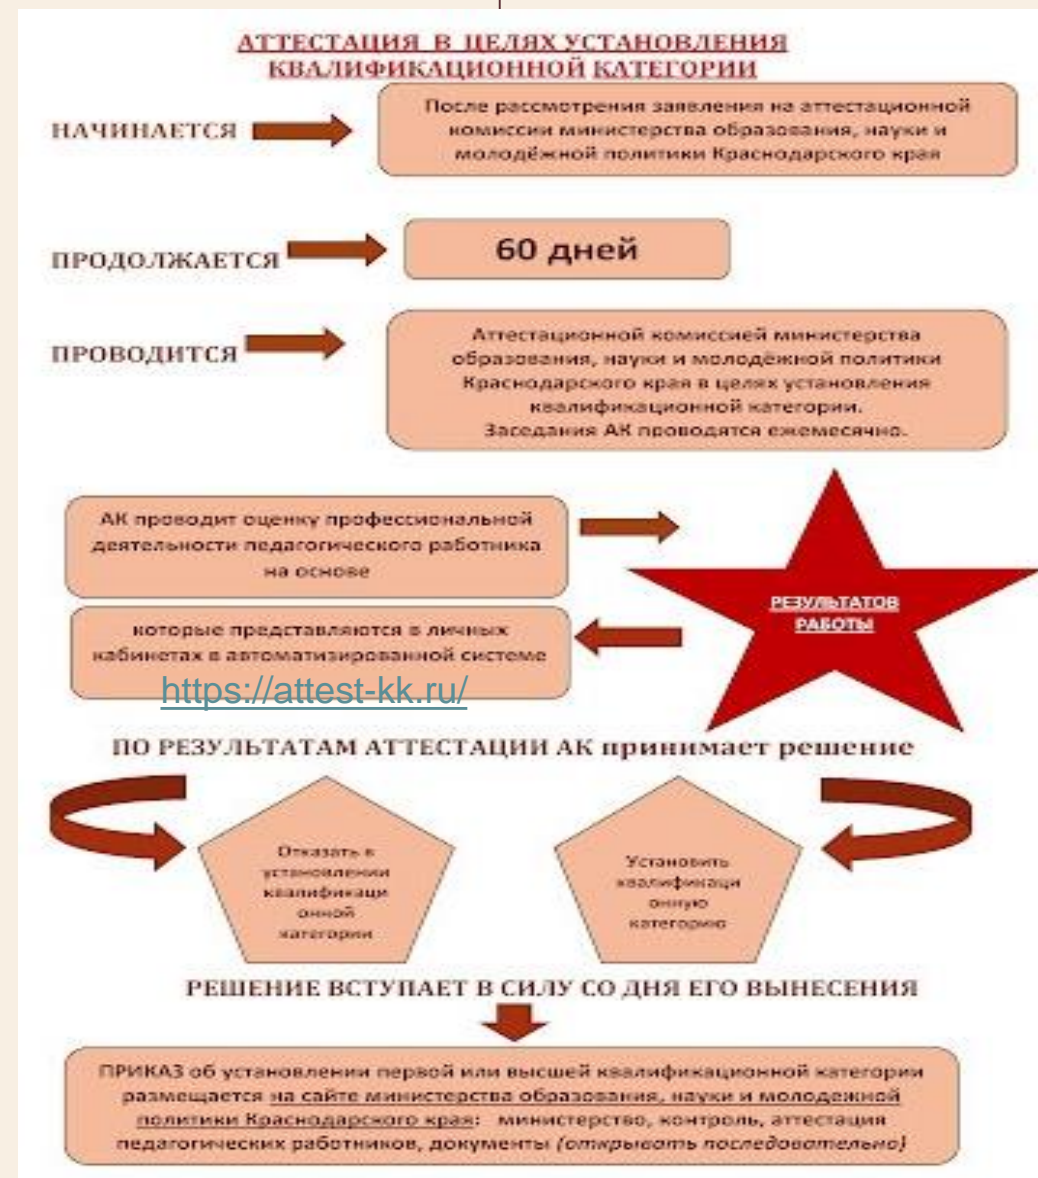 АТТЕСТАЦИЯ В ЦЕЛЯХ УСТАНОВЛЕНИЯ
КВАЛИФИКАЦИОННОЙ КАТЕГОРИИ
НАЧИНАЕТСЯ
После рассмотрения заявления на аттестационной
комиссии министерства образования, науки и
молодёжной политики Краснодарского края
ПРОДОЛЖАЕТСЯ
60 дней
ПРОВОДИТСЯ
Аттестационной комиссией министерства
образования, науки и молодёжной политики
Краснодарского края в целях установления
квалификационной категории.
Заседания АК проводятся ежемесячно.
АК проводит оценку профессиональной
деятельности педагогического работника
на основе
РЕЗУЛЬТАТОВ
РАБОТЫ
которые представляются в личных
кабинетах в автоматизированной системе
https://attest-kk.ru/
ПО РЕЗУЛЬТАТАМ АТТЕСТАЦИИ АК принимает решение
Отказать в
установлении
квалификаци
онной
категории
Установить
квалификаци
онную
категорию
РЕШЕНИЕ ВСТУПАЕТ В СИЛУ СО ДНЯ ЕГО ВЫНЕСЕНИЯ
ПРИКАЗ об установлении первой или высшей квалификационной категории
размещается на сайте министерства образования, науки и молодежной
политики Краснодарского края: министерство, контроль, аттестация
педагогических работников, документы (открывать последовательно)